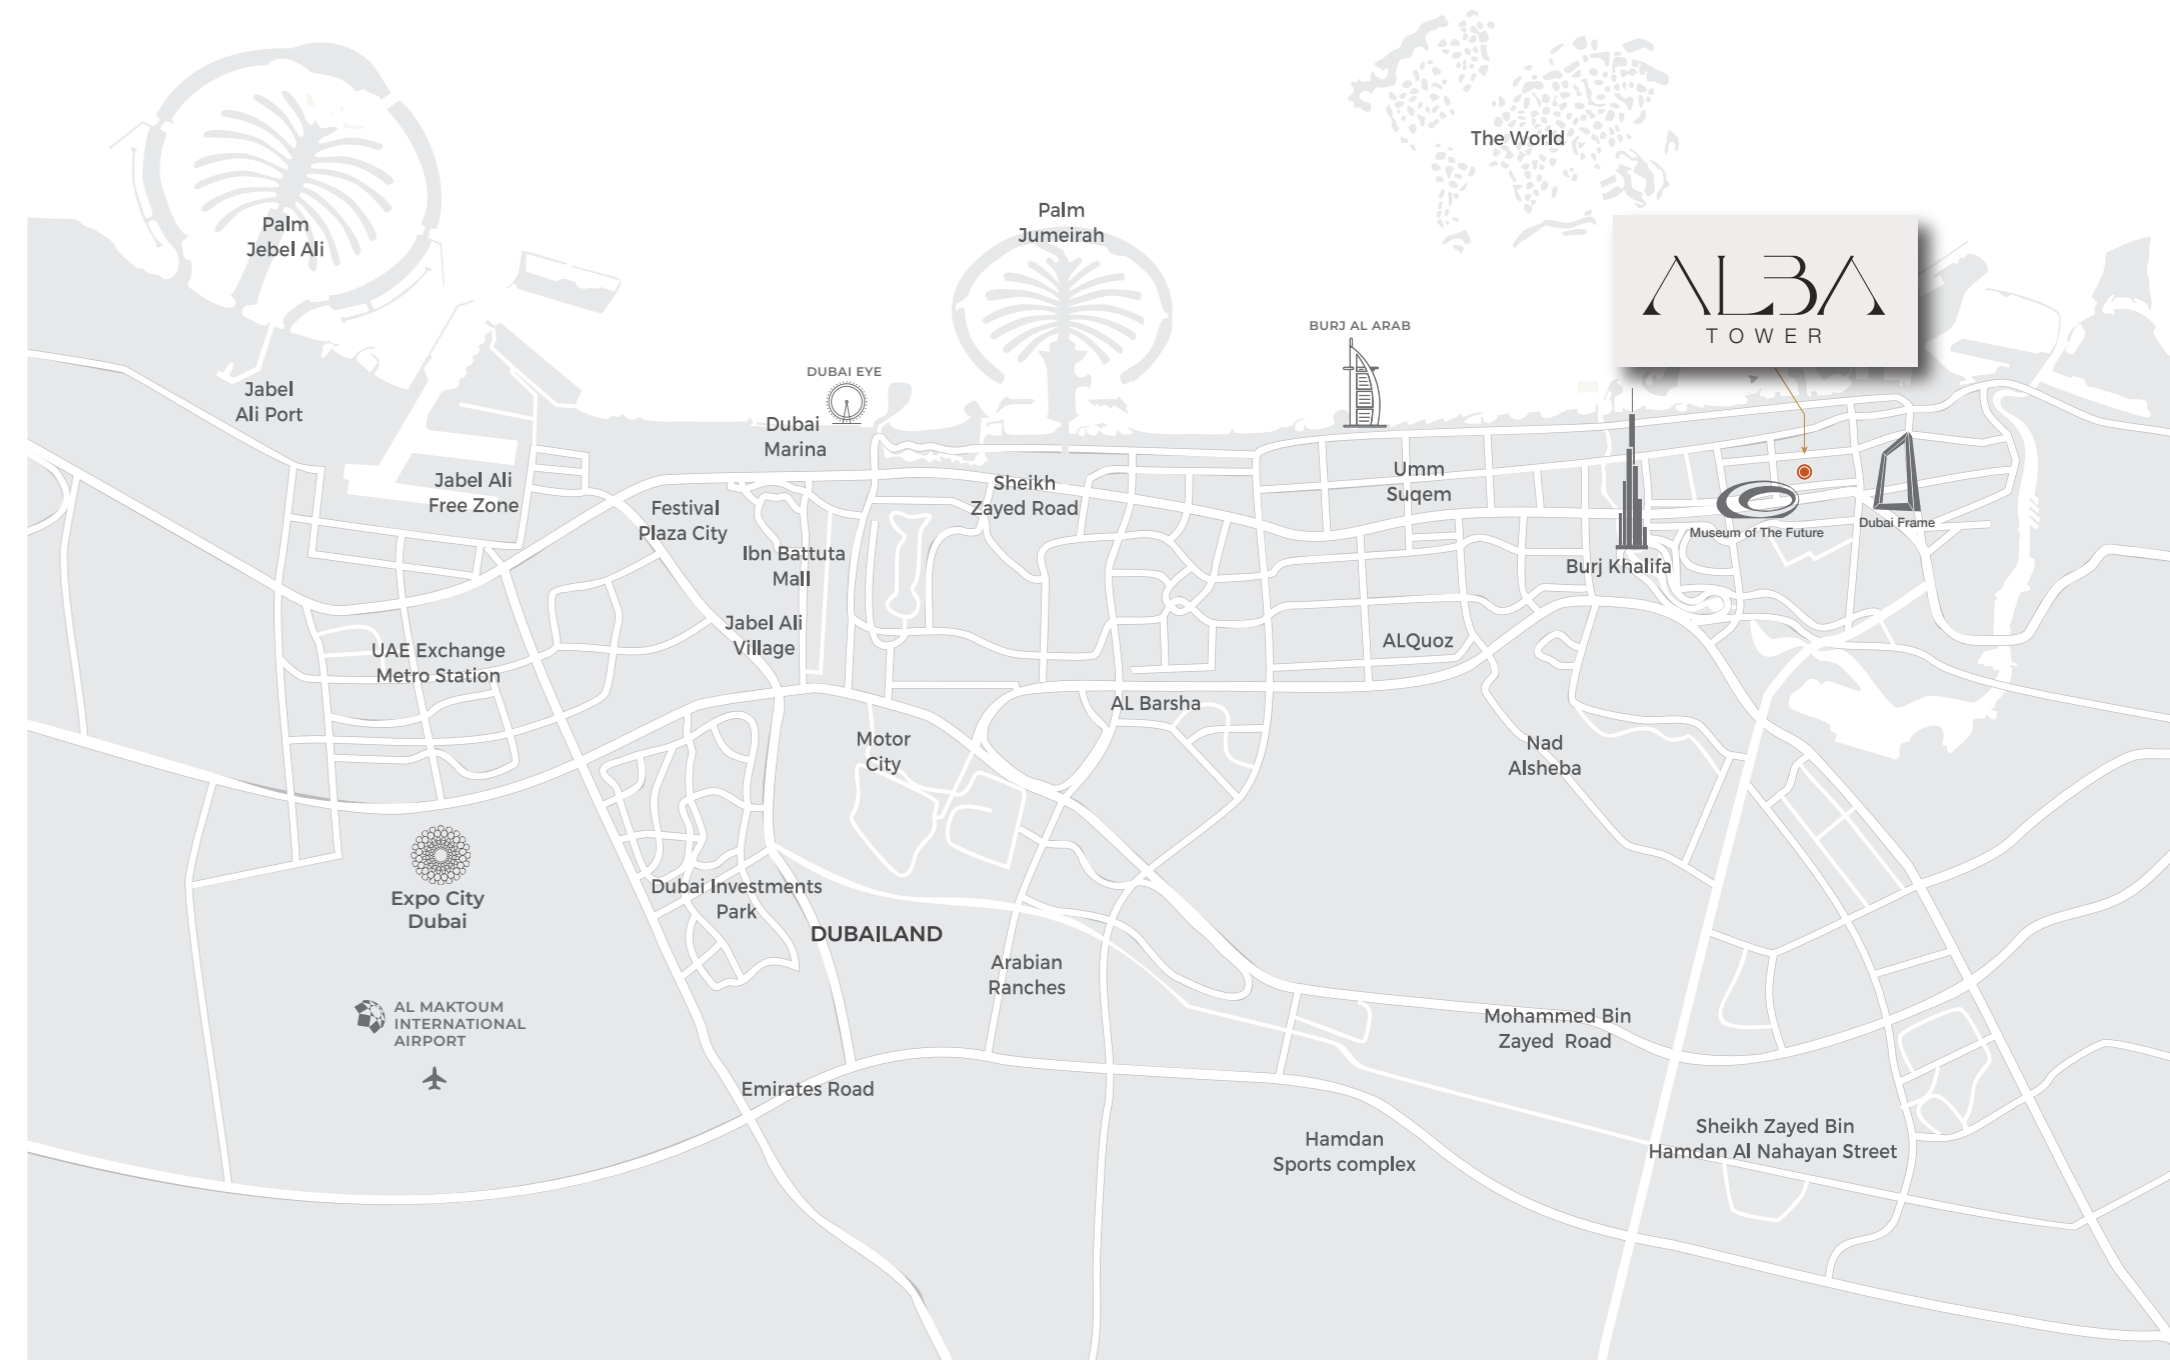 The World
Palm
Jebel Ali
Palm
Jumeirah
ALBA
TOWER
BURJ AL ARAB
DUBAI EYE
Jabel
Ali Port
Dubai
Marina
Jabel Ali
Free Zone
Festival
Plaza City
Sheikh
Zayed Road
Umm
Suqem
Museum of The Future
Dubai Frame
Ibn Battuta
Mall
Burj Khalifa
Jabel Ali
Village
UAE Exchange
Metro Station
ALQuoz
AL Barsha
Motor
City
Nad
Alsheba
Expo City
Dubai
Dubai Investments
Park
DUBAILAND
Arabian
Ranches
AL MAKTOUM
INTERNATIONAL
AIRPORT
Mohammed Bin
Zayed Road
Emirates Road
Hamdan
Sports complex
Sheikh Zayed Bin
Hamdan Al Nahayan Street